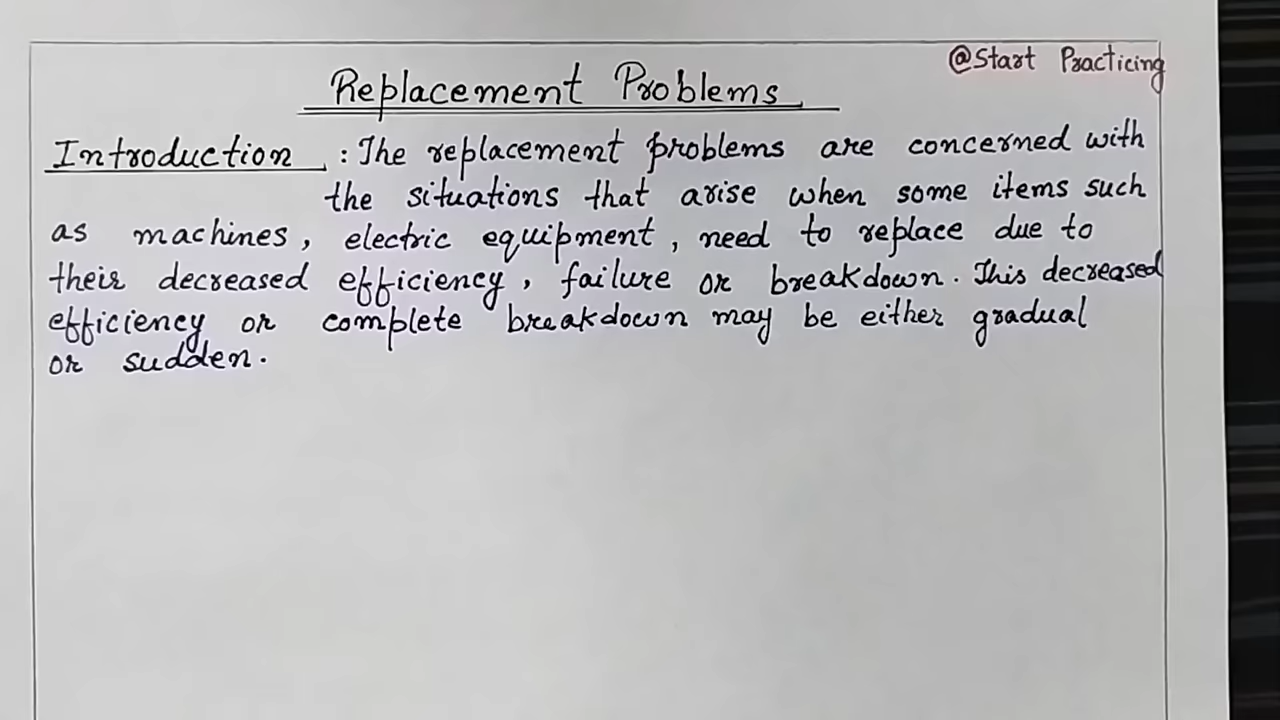 @Start Practicing
Replacement Problems
Introduction : The replacement problems are concerned with
the situations that arise when some items such
as machines, electric equipment, need to replace due to
their decreased efficiency, failure or breakdown. This decreased
efficiency or complete breakdown may be either gradual
or sudden.